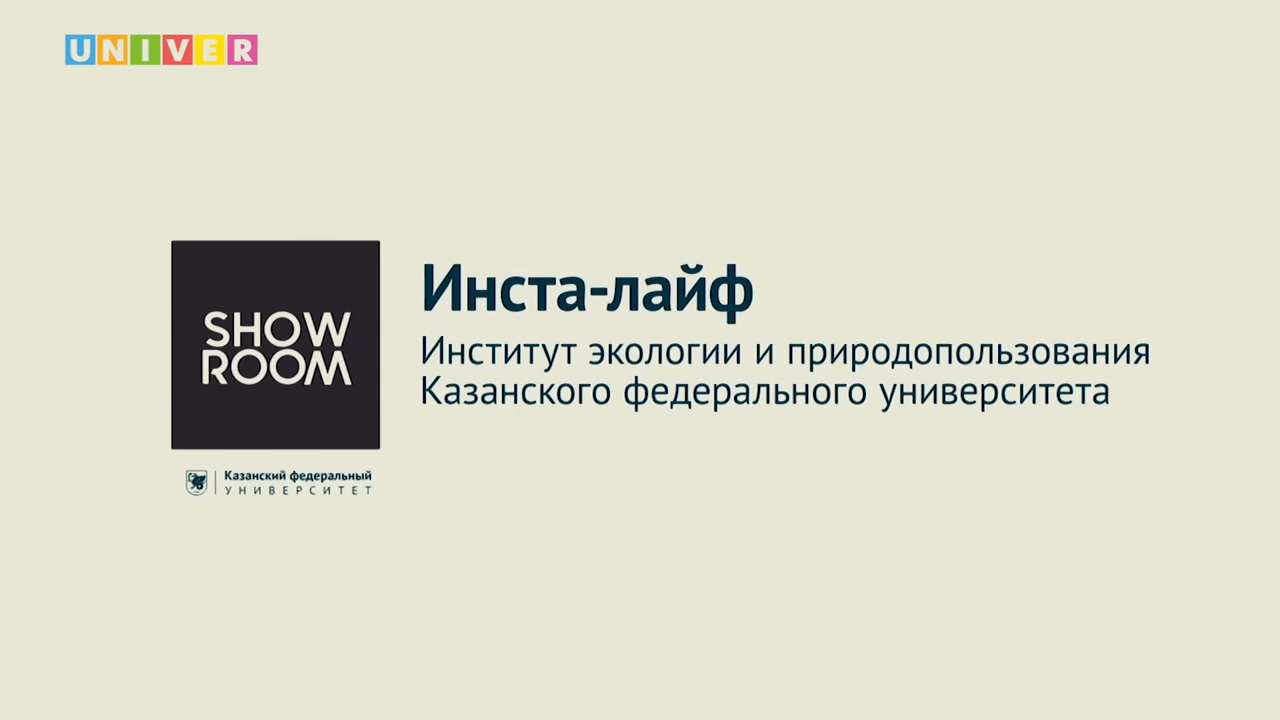 UNIVER
SHOW
ROOM
Инста-лайф
Институт экологии и природопользования
Казанского федерального университета
Казанский федеральный
УНИВЕРСИТЕТ